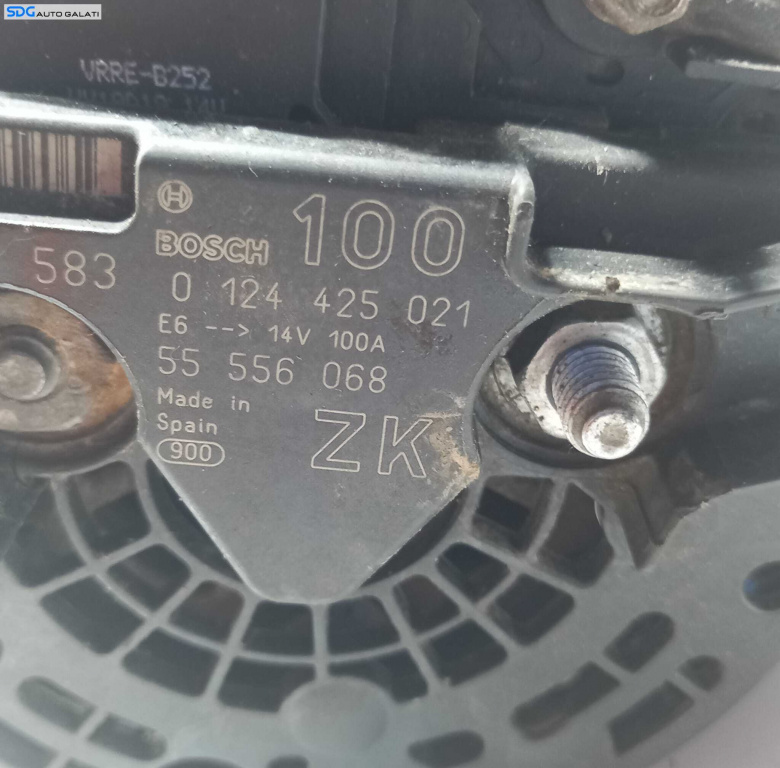 SDG AUTO GALATI
VRRE-B252
14V
BOSCH 100
583 0 124 425 021
E6 --> 14V 100A
55 556 068
Made in
Spain
900
ZK